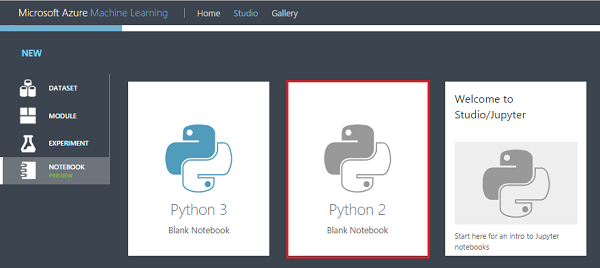 Microsoft Azure Machine Learning Home Studio Gallery
NEW
DATASET
MODULE
EXPERIMENT
NOTEBOOK
PREVIEW
Python 3
Blank Notebook
Python 2
Blank Notebook
Welcome to
Studio/Jupyter
Start here for an intro to Jupyter
notebooks